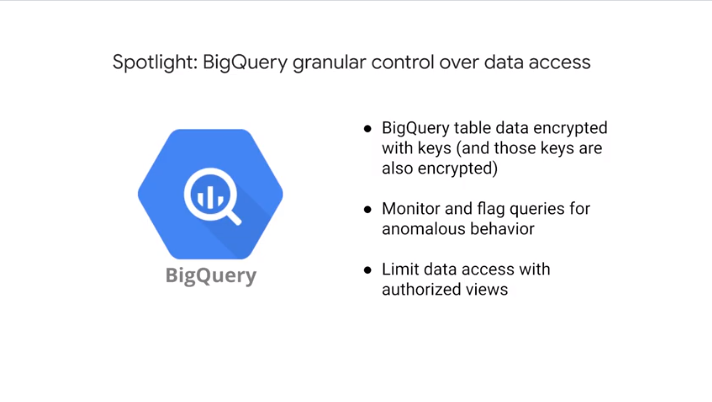 Spotlight: BigQuery granular control over data access
BigQuery
● BigQuery table data encrypted
with keys (and those keys are
also encrypted)
● Monitor and flag queries for
anomalous behavior
● Limit data access with
authorized views